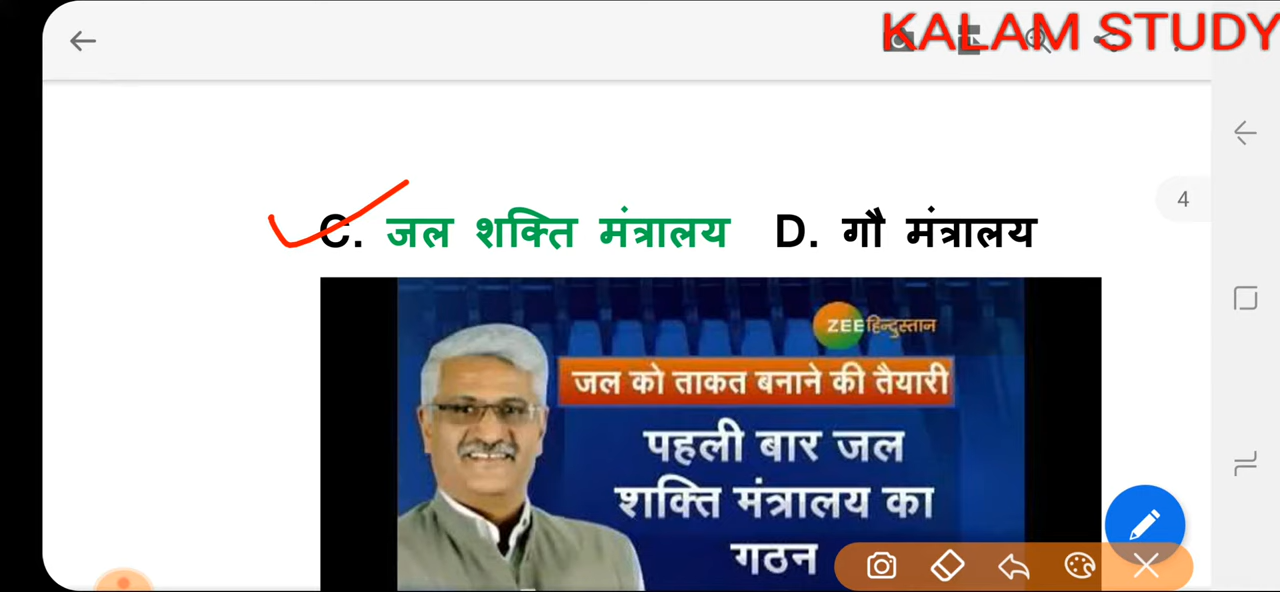 KALAM STUDY
4
C. जल शक्ति मंत्रालय D. गौ मंत्रालय
ZEE हिन्दुस्तान
जल को ताकत बनाने की तैयारी
पहली बार जल
शक्ति मंत्रालय का
गठन